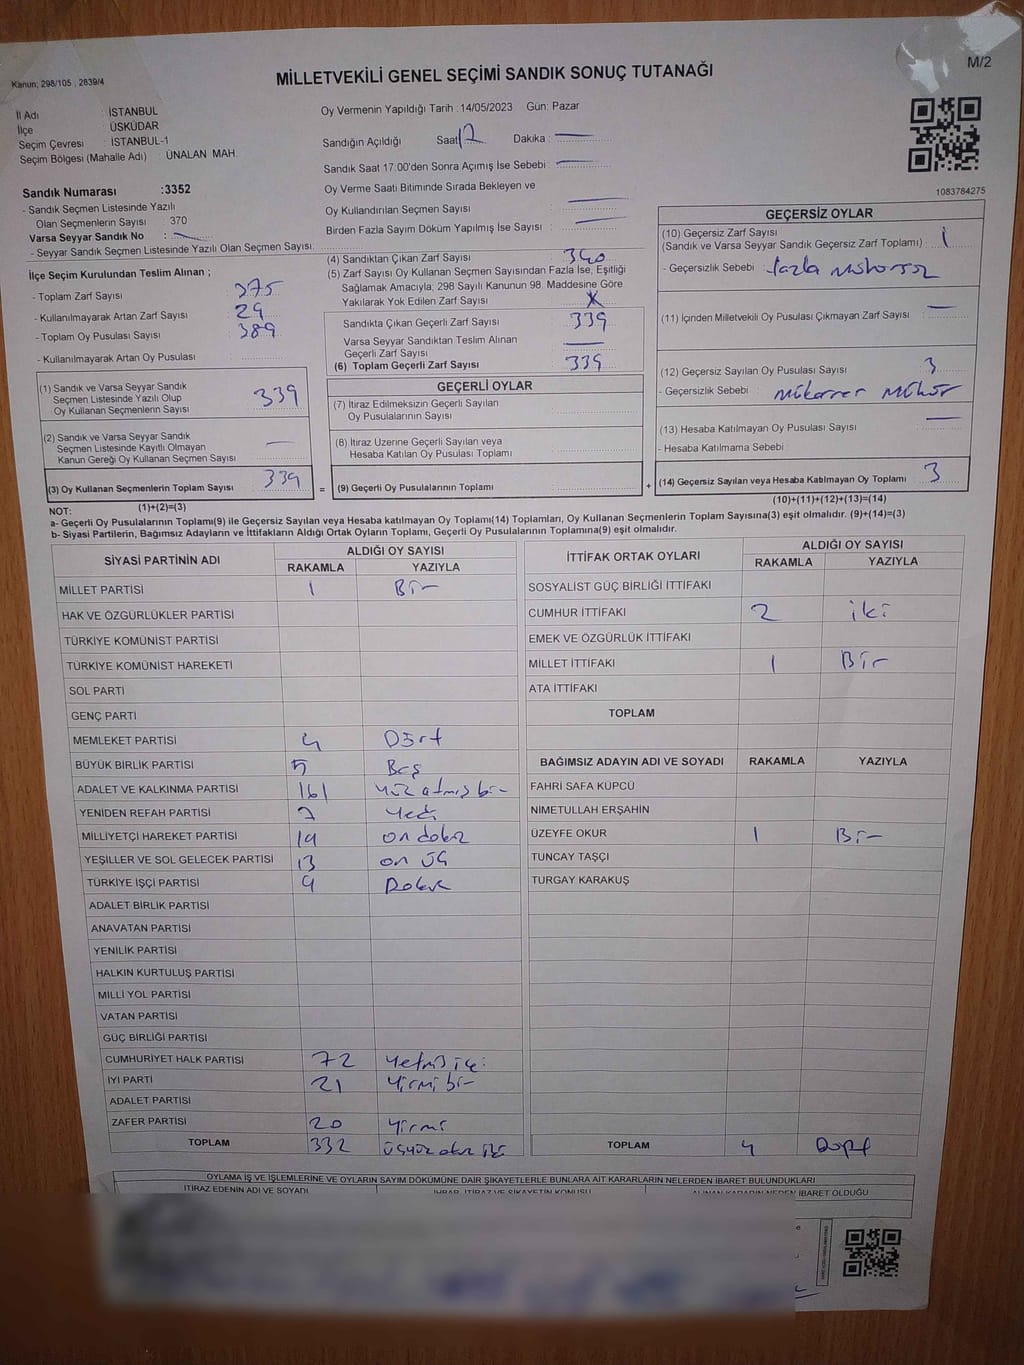 Kanun; 298/105 , 2839/4
MİLLETVEKİLİ GENEL SEÇİMİ SANDIK SONUÇ TUTANAĞI
M/2
İl Adı : İSTANBUL
İlçe : ÜSKÜDAR
Seçim Çevresi : İSTANBUL-1
Seçim Bölgesi (Mahalle Adı) : ÜNALAN MAH.
Oy Vermenin Yapıldığı Tarih : 14/05/2023 Gün: Pazar
Sandığın Açıldığı Saat 17 Dakika : —
Sandık Saat 17:00'den Sonra Açımış İse Sebebi : —
Oy Verme Saati Bitiminde Sırada Bekleyen ve
Oy Kullandırılan Seçmen Sayısı —
Birden Fazla Sayım Döküm Yapılmış İse Sayısı : —
1083784275
Sandık Numarası :3352
- Sandık Seçmen Listesinde Yazılı
Olan Seçmenlerin Sayısı 370
Varsa Seyyar Sandık No : —
- Seyyar Sandık Seçmen Listesinde Yazılı Olan Seçmen Sayısı:
İlçe Seçim Kurulundan Teslim Alınan ;
- Toplam Zarf Sayısı 375
- Kullanılmayarak Artan Zarf Sayısı 29
- Toplam Oy Pusulası Sayısı 389
- Kullanılmayarak Artan Oy Pusulası
(1) Sandık ve Varsa Seyyar Sandık
Seçmen Listesinde Yazılı Olup
Oy Kullanan Seçmenlerin Sayısı 339
(2) Sandık ve Varsa Seyyar Sandık
Seçmen Listesinde Kayıtlı Olmayan
Kanun Gereği Oy Kullanan Seçmen Sayısı —
(3) Oy Kullanan Seçmenlerin Toplam Sayısı 339 =
(1)+(2)=(3)
(4) Sandıktan Çıkan Zarf Sayısı 340
(5) Zarf Sayısı Oy Kullanan Seçmen Sayısından Fazla İse, Eşitliği
Sağlamak Amacıyla; 298 Sayılı Kanunun 98. Maddesine Göre
Yakılarak Yok Edilen Zarf Sayısı X
Sandıkta Çıkan Geçerli Zarf Sayısı 339
Varsa Seyyar Sandıktan Teslim Alınan
Geçerli Zarf Sayısı —
(6) Toplam Geçerli Zarf Sayısı 339
GEÇERLİ OYLAR
(7) İtiraz Edilmeksizin Geçerli Sayılan
Oy Pusulalarının Sayısı
(8) İtiraz Üzerine Geçerli Sayılan veya
Hesaba Katılan Oy Pusulası Toplamı
(9) Geçerli Oy Pusulalarının Toplamı +
GEÇERSİZ OYLAR
(10) Geçersiz Zarf Sayısı
(Sandık ve Varsa Seyyar Sandık Geçersiz Zarf Toplamı) : 1
- Geçersizlik Sebebi : fazla mühürsüz
(11) İçinden Milletvekili Oy Pusulası Çıkmayan Zarf Sayısı : —
(12) Geçersiz Sayılan Oy Pusulası Sayısı : 3
- Geçersizlik Sebebi : mükerrer mühür
(13) Hesaba Katılmayan Oy Pusulası Sayısı : —
- Hesaba Katılmama Sebebi
(14) Geçersiz Sayılan veya Hesaba Katılmayan Oy Toplamı 3
(10)+(11)+(12)+(13)=(14)
NOT:
a- Geçerli Oy Pusulalarının Toplamı(9) ile Geçersiz Sayılan veya Hesaba katılmayan Oy Toplamı(14) Toplamları, Oy Kullanan Seçmenlerin Toplam Sayısına(3) eşit olmalıdır. (9)+(14)=(3)
b- Siyasi Partilerin, Bağımsız Adayların ve İttifakların Aldığı Ortak Oyların Toplamı, Geçerli Oy Pusulalarının Toplamına(9) eşit olmalıdır.
SİYASİ PARTİNİN ADI ALDIĞI OY SAYISI
RAKAMLA YAZIYLA
MİLLET PARTİSİ 1 Bir
HAK VE ÖZGÜRLÜKLER PARTİSİ
TÜRKİYE KOMÜNİST PARTİSİ
TÜRKİYE KOMÜNİST HAREKETİ
SOL PARTİ
GENÇ PARTİ
MEMLEKET PARTİSİ 4 Dört
BÜYÜK BİRLİK PARTİSİ 5 Beş
ADALET VE KALKINMA PARTİSİ 161 Yüz atmış bir
YENİDEN REFAH PARTİSİ 7 Yedi
MİLLİYETÇİ HAREKET PARTİSİ 19 on dokuz
YEŞİLLER VE SOL GELECEK PARTİSİ 13 on üç
TÜRKİYE İŞÇİ PARTİSİ 9 Dokuz
ADALET BİRLİK PARTİSİ
ANAVATAN PARTİSİ
YENİLİK PARTİSİ
HALKIN KURTULUŞ PARTİSİ
MİLLİ YOL PARTİSİ
VATAN PARTİSİ
GÜÇ BİRLİĞİ PARTİSİ
CUMHURİYET HALK PARTİSİ 72 Yetmiş iki
İYİ PARTİ 21 Yirmi bir
ADALET PARTİSİ
ZAFER PARTİSİ 20 Yirmi
TOPLAM 332 üçyüz otuz iki
İTTİFAK ORTAK OYLARI ALDIĞI OY SAYISI
RAKAMLA YAZIYLA
SOSYALİST GÜÇ BİRLİĞİ İTTİFAKI
CUMHUR İTTİFAKI 2 iki
EMEK VE ÖZGÜRLÜK İTTİFAKI
MİLLET İTTİFAKI 1 Bir
ATA İTTİFAKI
TOPLAM
BAĞIMSIZ ADAYIN ADI VE SOYADI RAKAMLA YAZIYLA
FAHRİ SAFA KÜPCÜ
NİMETULLAH ERŞAHİN
ÜZEYFE OKUR 1 Bir
TUNCAY TAŞÇI
TURGAY KARAKUŞ
TOPLAM 4 Dört
OYLAMA İŞ VE İŞLEMLERİNE VE OYLARIN SAYIM DÖKÜMÜNE DAİR ŞİKAYETLERLE BUNLARA AİT KARARLARIN NELERDEN İBARET BULUNDUKLARI
İTİRAZ EDENİN ADI VE SOYADI İHBAR, İTİRAZ VE ŞİKAYETİN KONUSU ALINAN KARARIN NEDEN İBARET OLDUĞU